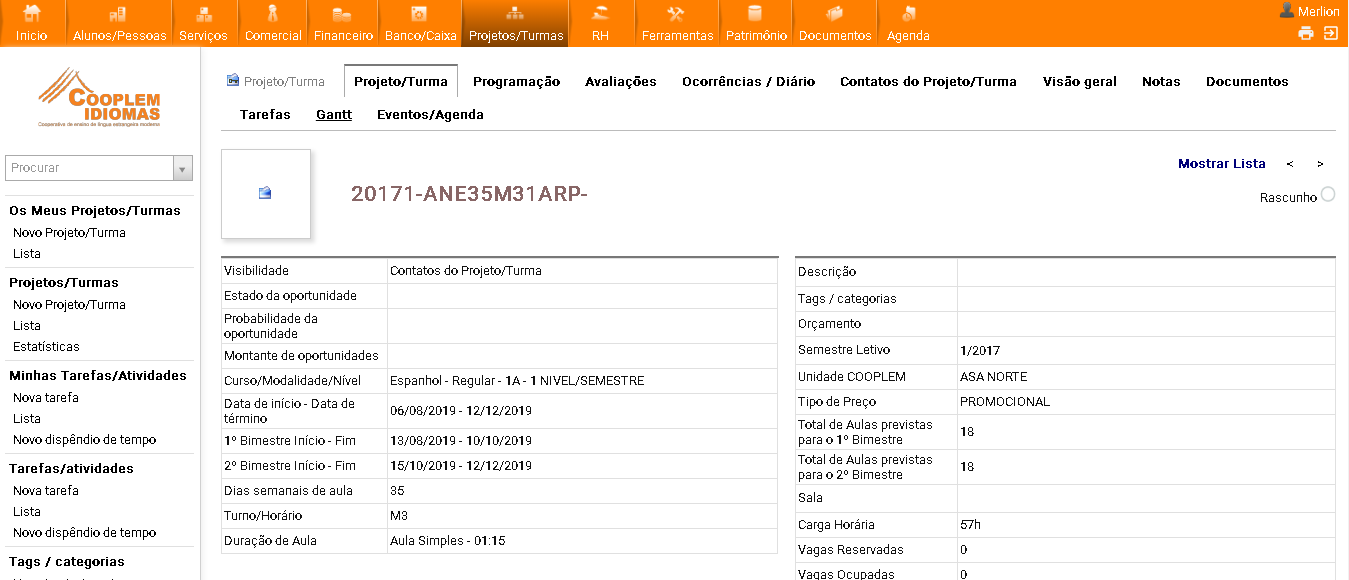 Início
Alunos/Pessoas
Serviços
Comercial
Financeiro
Banco/Caixa
Projetos/Turmas
RH
Ferramentas
Patrimônio
Documentos
Agenda
Merlion
COOPLEM
IDIOMAS
Cooperativa de ensino de língua estrangeira moderna
Procurar
Os Meus Projetos/Turmas
Novo Projeto/Turma
Lista
Projetos/Turmas
Novo Projeto/Turma
Lista
Estatísticas
Minhas Tarefas/Atividades
Nova tarefa
Lista
Novo dispêndio de tempo
Tarefas/atividades
Nova tarefa
Lista
Novo dispêndio de tempo
Tags / categorias
Projeto/Turma
Projeto/Turma
Programação
Avaliações
Ocorrências / Diário
Contatos do Projeto/Turma
Visão geral
Notas
Documentos
Tarefas
Gantt
Eventos/Agenda
Mostrar Lista < >
20171-ANE35M31ARP-
Rascunho
Visibilidade Contatos do Projeto/Turma
Estado da oportunidade
Probabilidade da
oportunidade
Montante de oportunidades
Curso/Modalidade/Nível Espanhol - Regular - 1A - 1 NIVEL/SEMESTRE
Data de início - Data de
término 06/08/2019 - 12/12/2019
1º Bimestre Início - Fim 13/08/2019 - 10/10/2019
2º Bimestre Início - Fim 15/10/2019 - 12/12/2019
Dias semanais de aula 35
Turno/Horário M3
Duração de Aula Aula Simples - 01:15
Descrição
Tags / categorias
Orçamento
Semestre Letivo 1/2017
Unidade COOPLEM ASA NORTE
Tipo de Preço PROMOCIONAL
Total de Aulas previstas
para o 1º Bimestre 18
Total de Aulas previstas
para o 2º Bimestre 18
Sala
Carga Horária 57h
Vagas Reservadas 0
Vagas Ocupadas 0